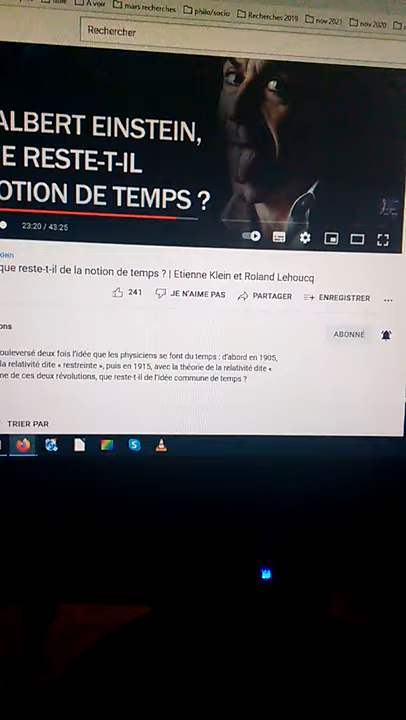 A voir mars recherches philo/socio Recherches 2019 nov 2021 nov 2020
Rechercher
ALBERT EINSTEIN,
E RESTE-T-IL
OTION DE TEMPS ?
23:20 / 43:25
klein
que reste-t-il de la notion de temps ? | Etienne Klein et Roland Lehoucq
241 JE N'AIME PAS PARTAGER ENREGISTRER ...
ons
ABONNÉ
ouleversé deux fois l'idée que les physiciens se font du temps : d'abord en 1905,
la relativité dite « restreinte », puis en 1915, avec la théorie de la relativité dite «
ne de ces deux révolutions, que reste-t-il de l'idée commune de temps ?
TRIER PAR